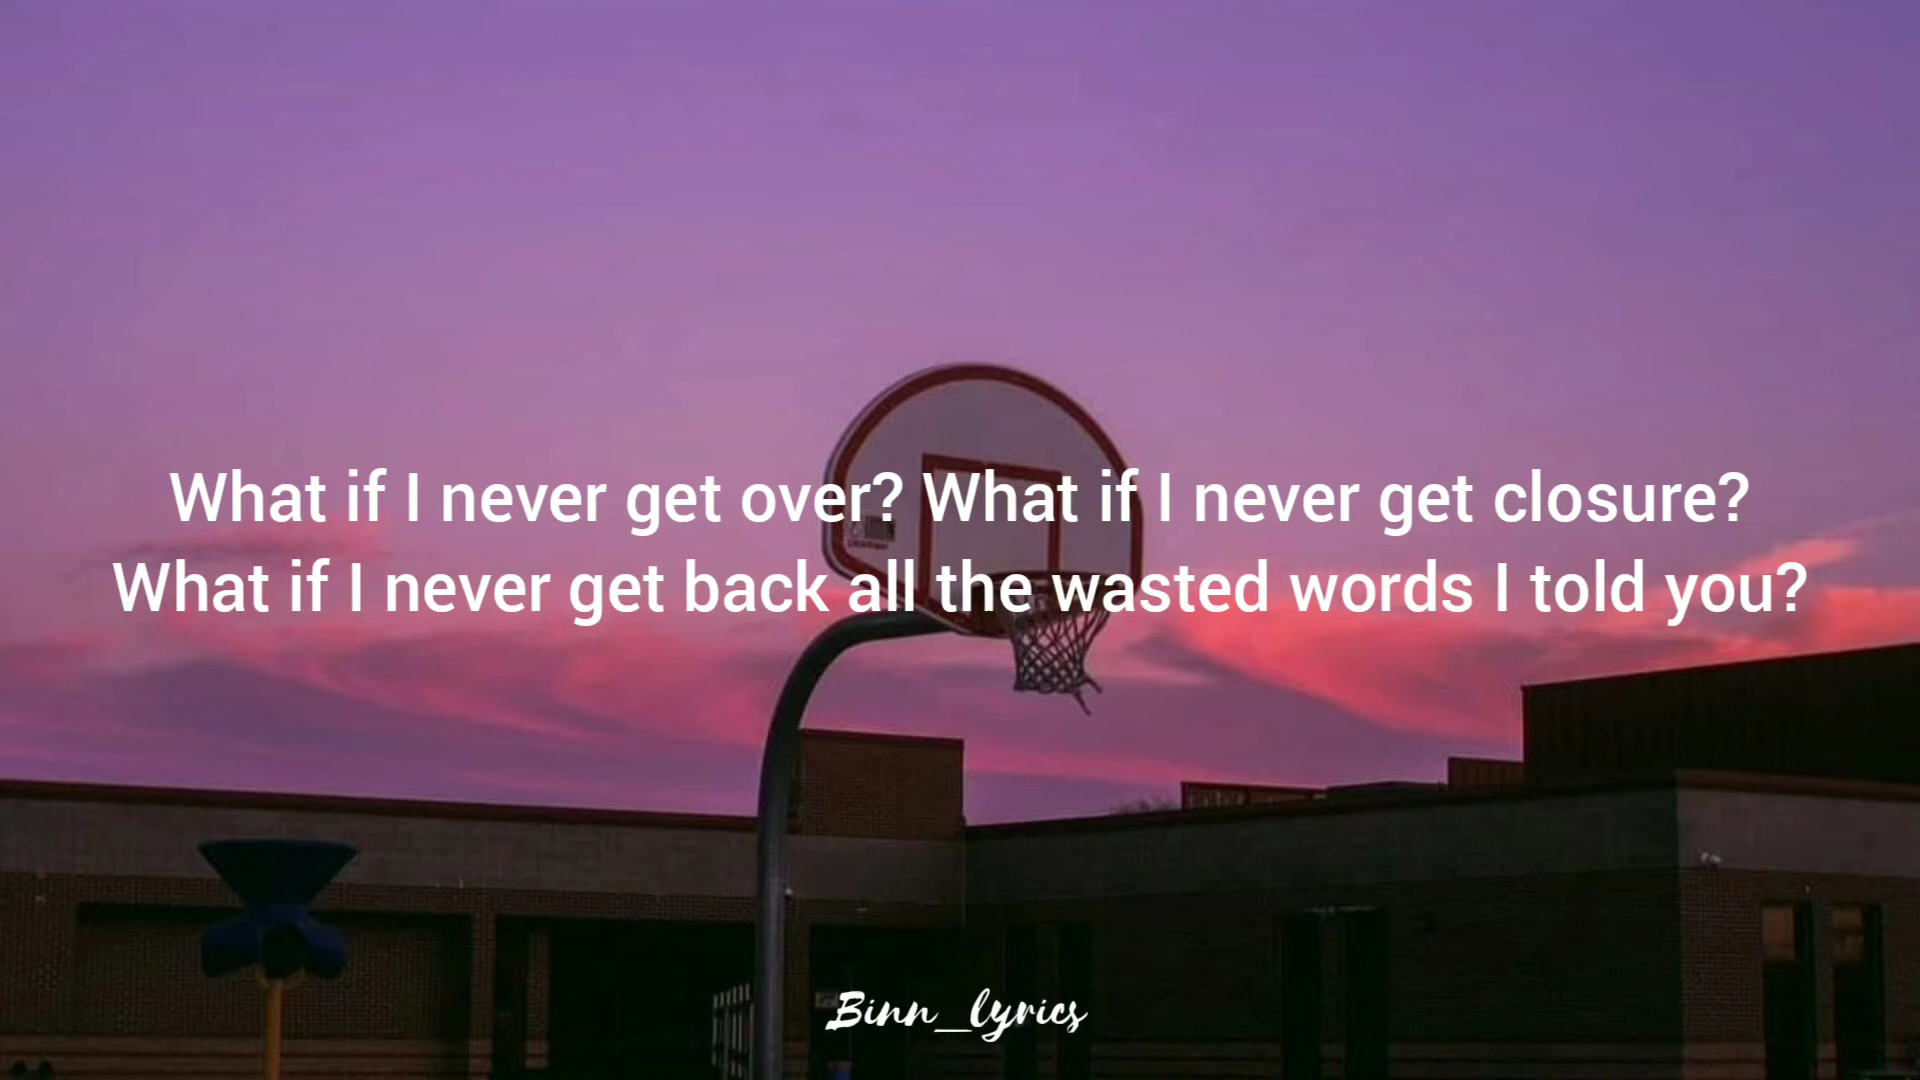 What if I never get over? What if I never get closure?
What if I never get back all the wasted words I told you?
Binn_lyrics